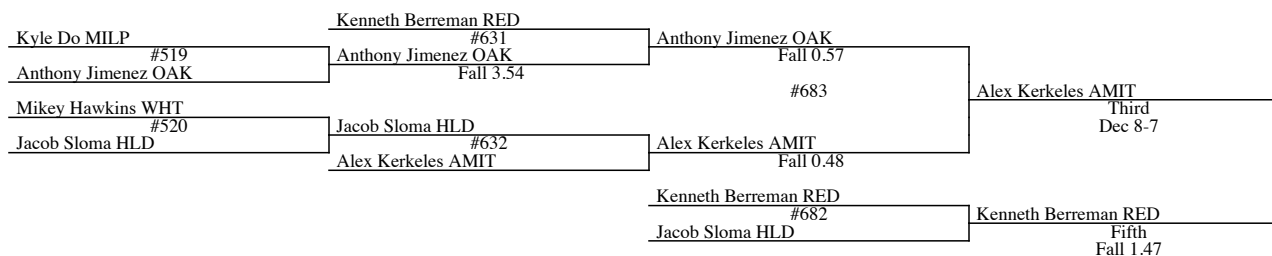 Kenneth Berreman RED
Kyle Do MILP
#631
Anthony Jimenez OAK
#519
Anthony Jimenez OAK
Fall 0.57
Anthony Jimenez OAK
Fall 3.54
#683
Alex Kerkeles AMIT
Mikey Hawkins WHT
Third
#520
Jacob Sloma HLD
Dec 8-7
Jacob Sloma HLD
#632
Alex Kerkeles AMIT
Alex Kerkeles AMIT
Fall 0.48
Kenneth Berreman RED
#682
Kenneth Berreman RED
Jacob Sloma HLD
Fifth
Fall 1.47